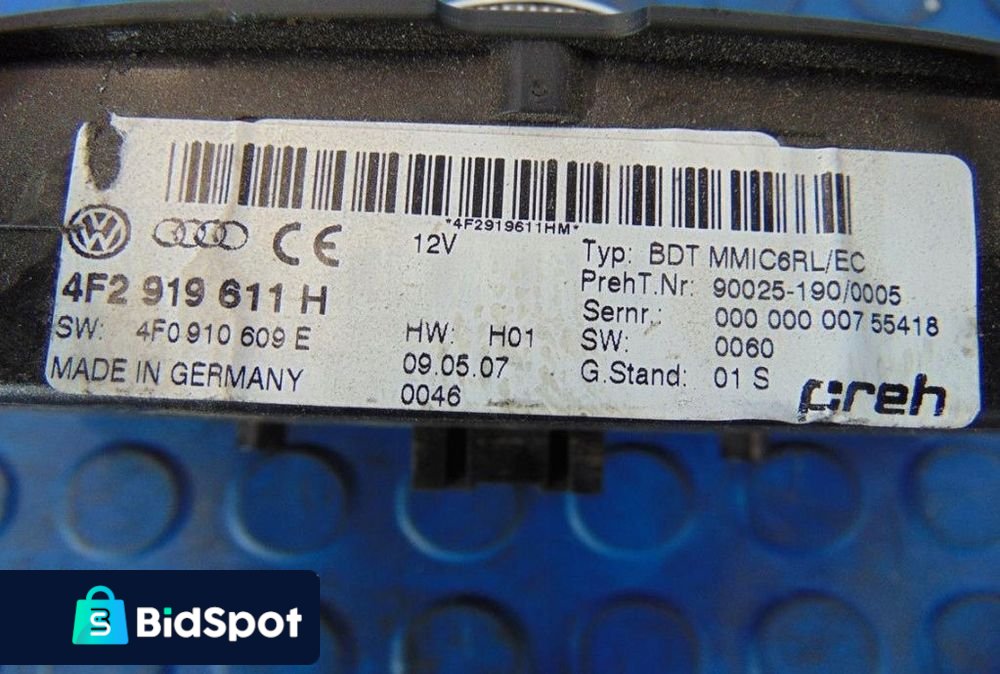 *4F2919611HM*
12V
CE
4F2 919 611 H
SW: 4F0 910 609 E
MADE IN GERMANY
HW: H01
09.05.07
0046
Typ: BDT MMIC6RL/EC
PrehT.Nr: 90025-190/0005
Sernr.: 000 000 007 55418
SW: 0060
G.Stand: 01 S
preh
BidSpot